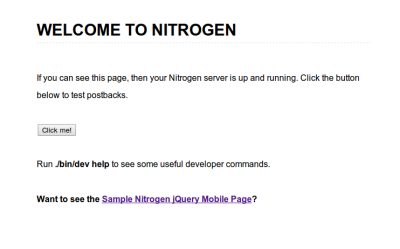 WELCOME TO NITROGEN
If you can see this page, then your Nitrogen server is up and running. Click the button
below to test postbacks.
Click me!
Run ./bin/dev help to see some useful developer commands.
Want to see the Sample Nitrogen jQuery Mobile Page?